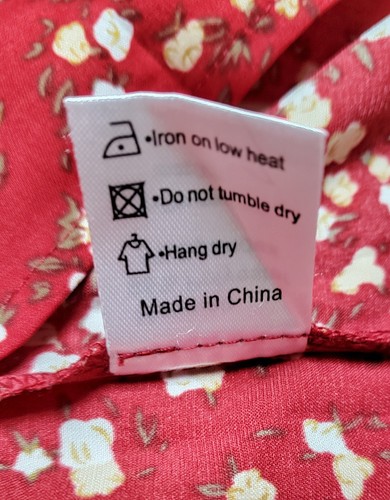 •Iron on low heat
•Do not tumble dry
•Hang dry
Made in China